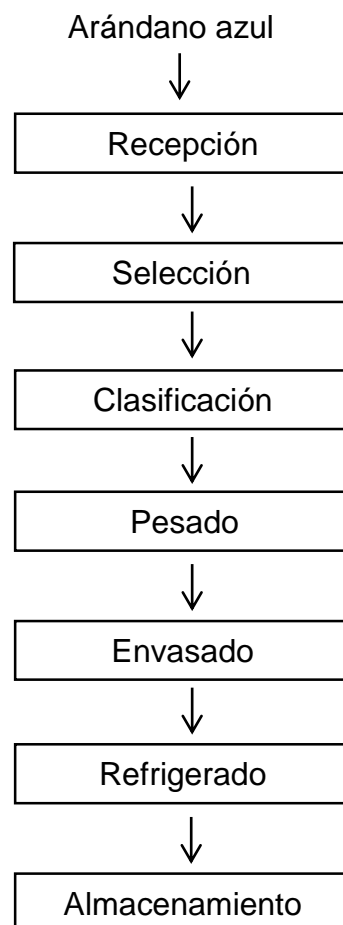 Arándano azul
Recepción
Selección
Clasificación
Pesado
Envasado
Refrigerado
Almacenamiento